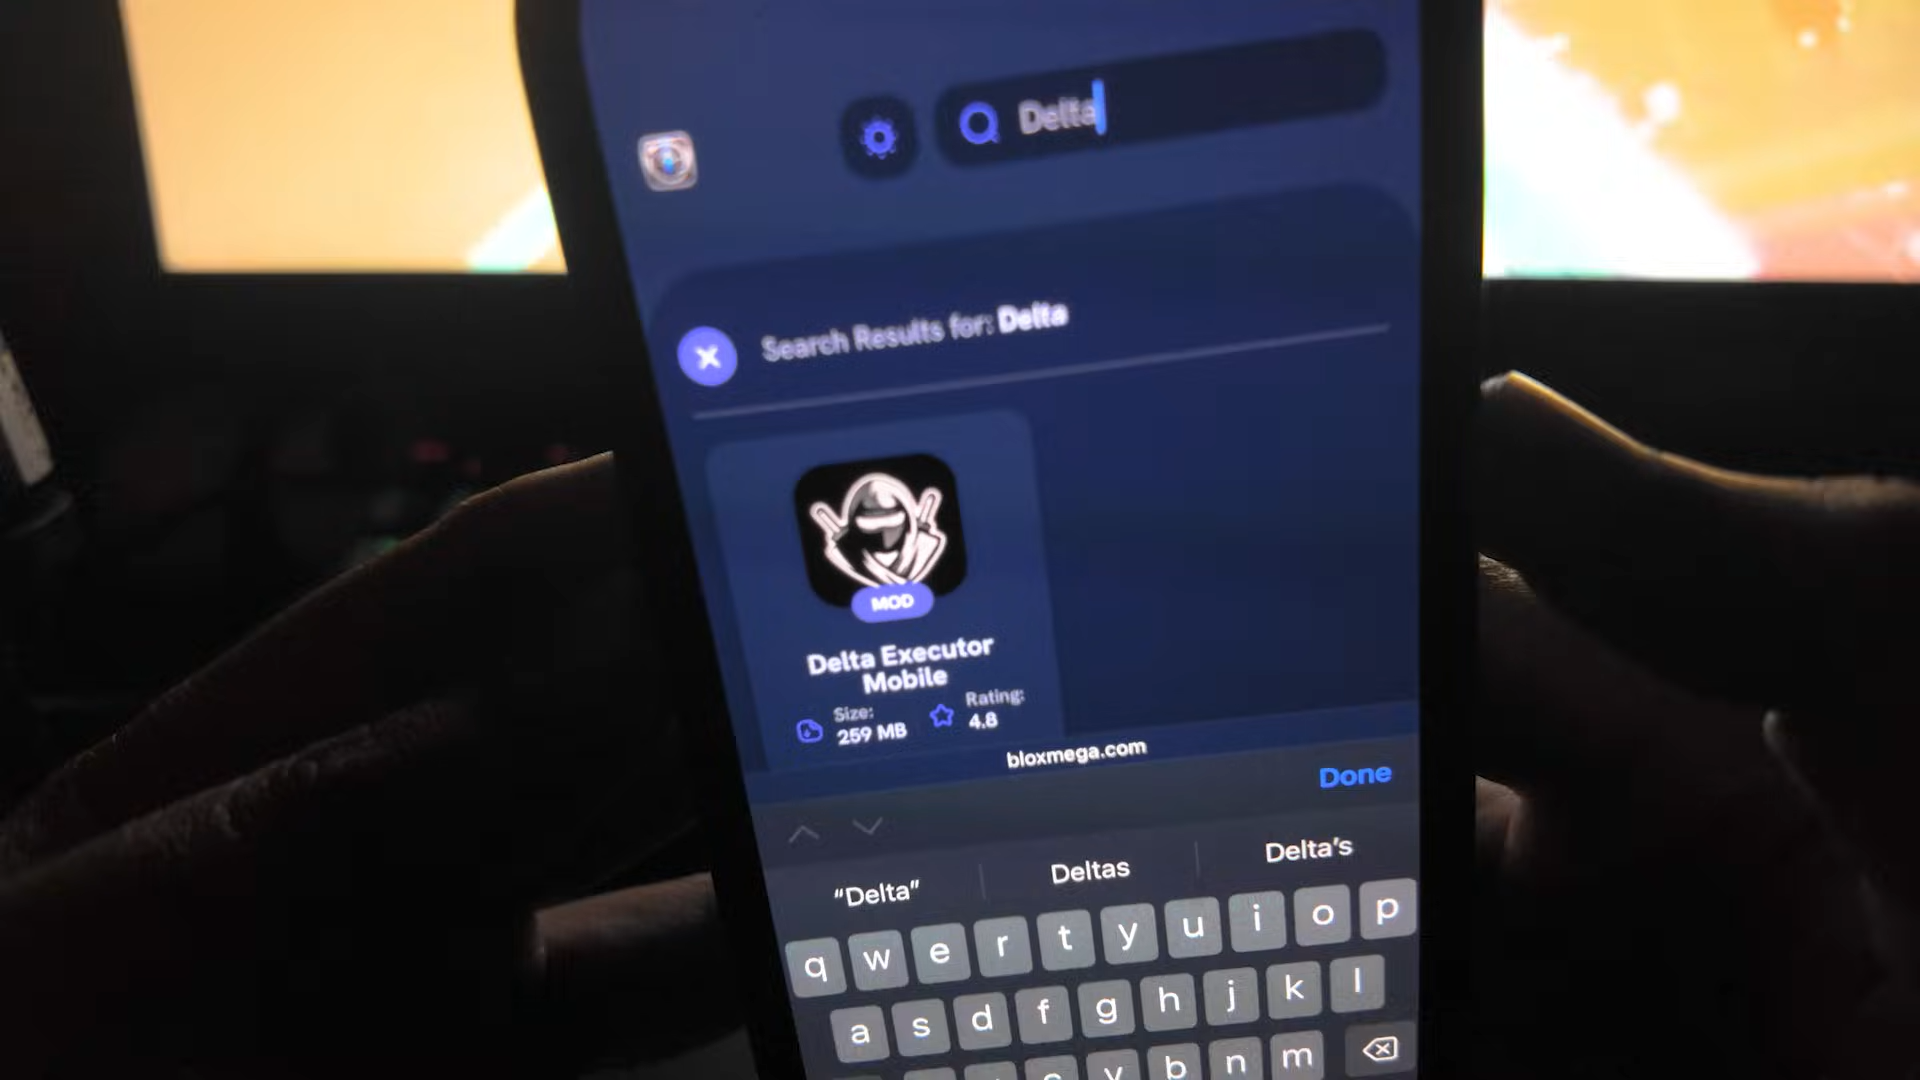 Delta
Search Results for: Delta
MOD
Delta Executor
Mobile
Size:
259 MB
Rating:
4.8
bloxmega.com
Done
"Delta"
Deltas
Delta's
q w e r t y u i o p
a s d f g h j k l
c v b n m